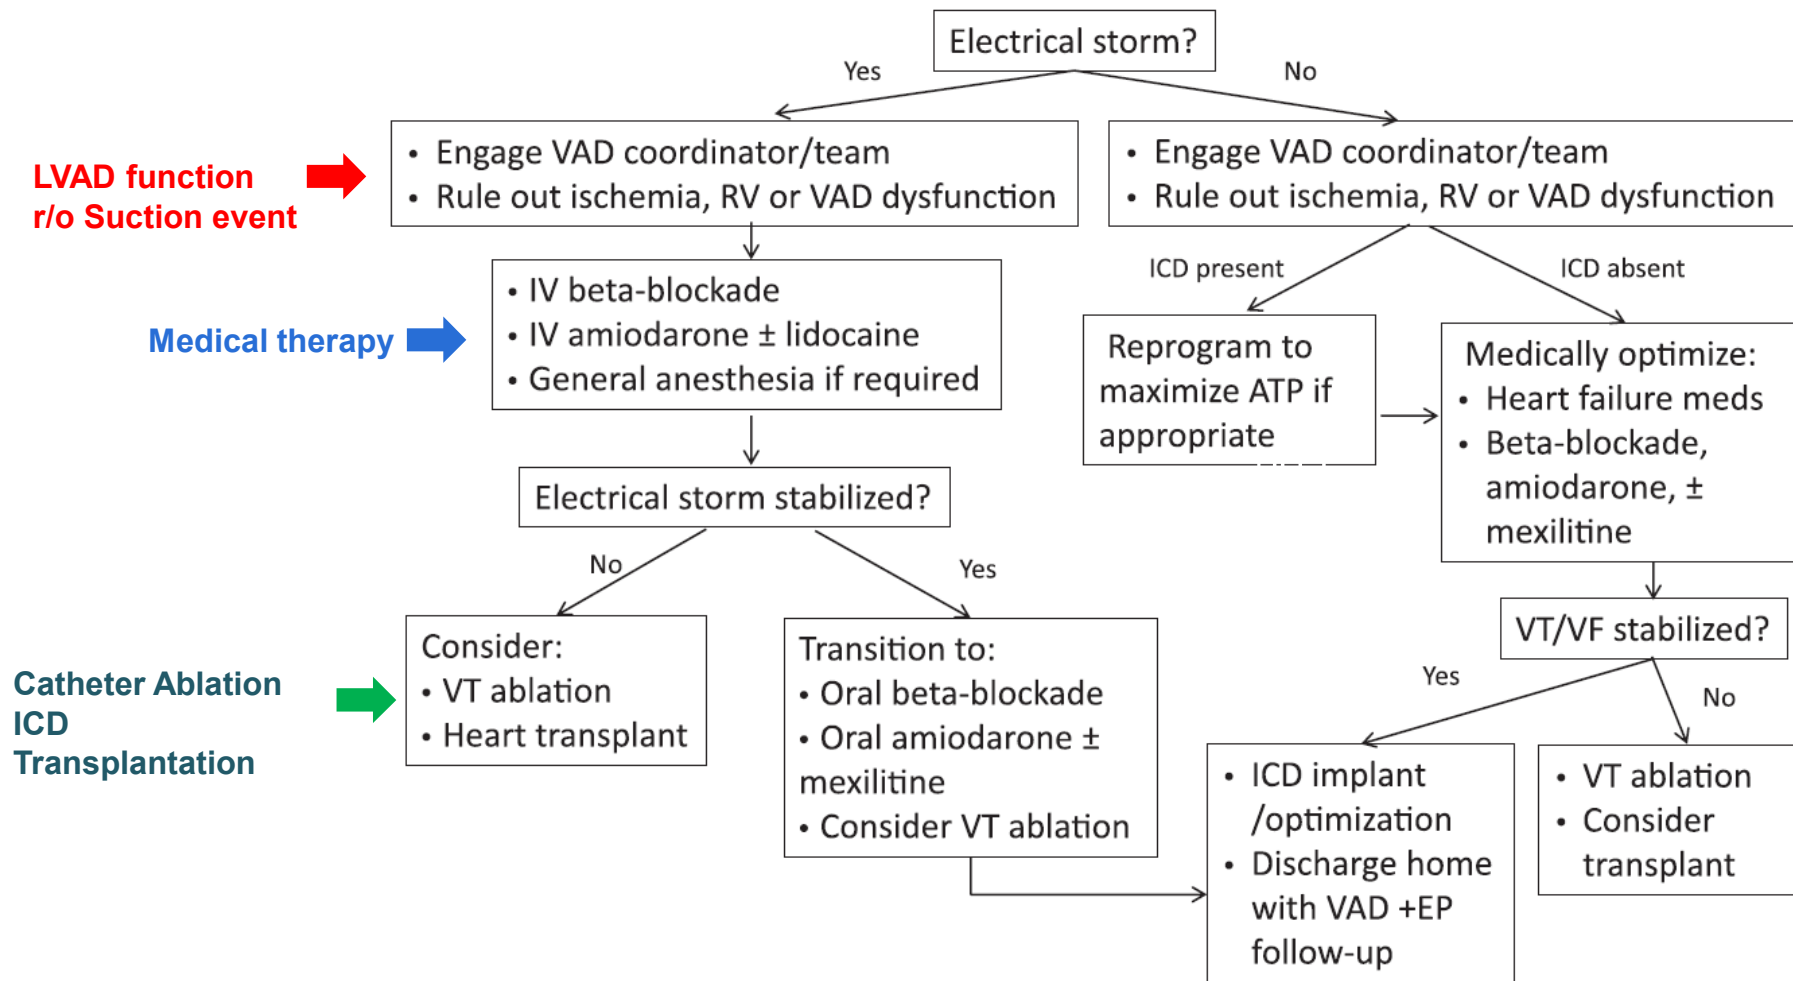 Electrical storm?
Yes
No
LVAD function
r/o Suction event
• Engage VAD coordinator/team
• Rule out ischemia, RV or VAD dysfunction
• Engage VAD coordinator/team
• Rule out ischemia, RV or VAD dysfunction
ICD present
ICD absent
Medical therapy
• IV beta-blockade
• IV amiodarone ± lidocaine
• General anesthesia if required
Reprogram to
maximize ATP if
appropriate
Medically optimize:
• Heart failure meds
• Beta-blockade,
amiodarone, ±
mexilitine
Electrical storm stabilized?
No
Yes
VT/VF stabilized?
Yes
No
Catheter Ablation
ICD
Transplantation
Consider:
• VT ablation
• Heart transplant
Transition to:
• Oral beta-blockade
• Oral amiodarone ±
mexilitine
• Consider VT ablation
• ICD implant
/optimization
• Discharge home
with VAD +EP
follow-up
• VT ablation
• Consider
transplant